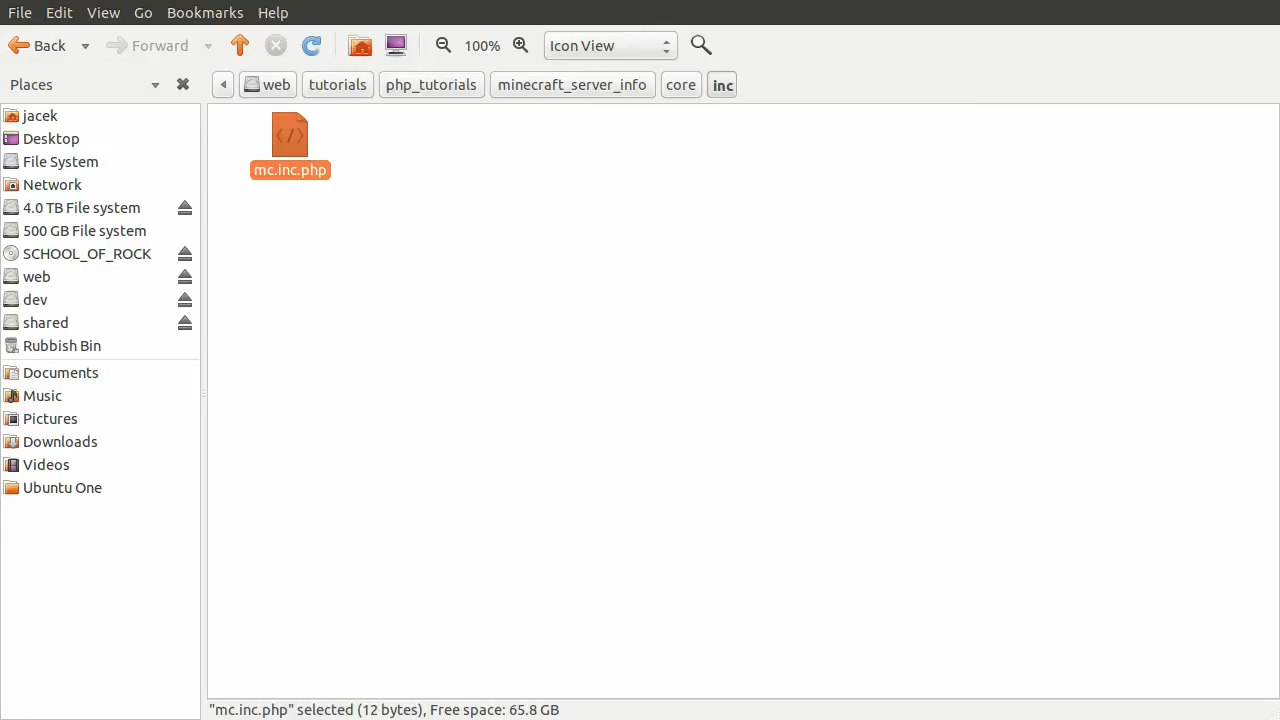 File Edit View Go Bookmarks Help
Back Forward 100% Icon View
Places web tutorials php_tutorials minecraft_server_info core inc
jacek
Desktop
File System
Network
4.0 TB File system
500 GB File system
SCHOOL_OF_ROCK
web
dev
shared
Rubbish Bin
Documents
Music
Pictures
Downloads
Videos
Ubuntu One
</>
mc.inc.php
"mc.inc.php" selected (12 bytes), Free space: 65.8 GB